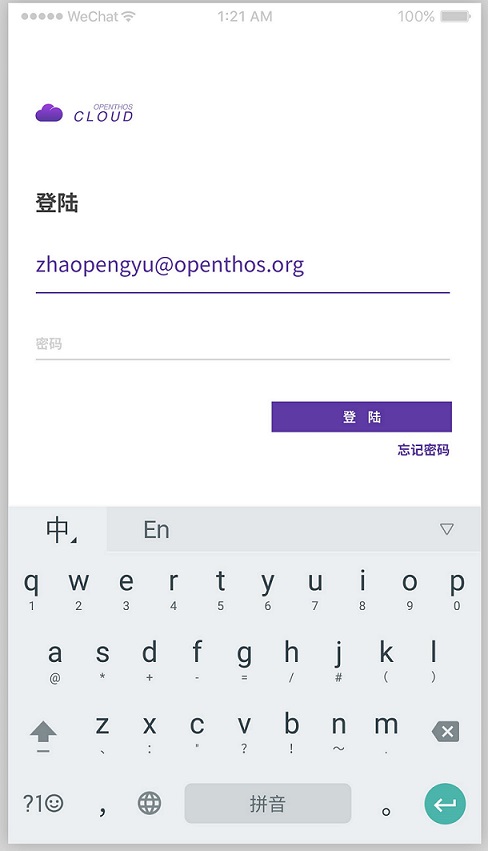 WeChat 1:21 AM 100%
OPENTHOS
CLOUD
登陆
zhaopengyu@openthos.org
密码
登 陆
忘记密码
中 En
q w e r t y u i o p
1 2 3 4 5 6 7 8 9 0
a s d f g h j k l
@ * + - = / # ( )
z x c v b n m
、 : " ? ! ～ .
?1☺ , 拼音 。